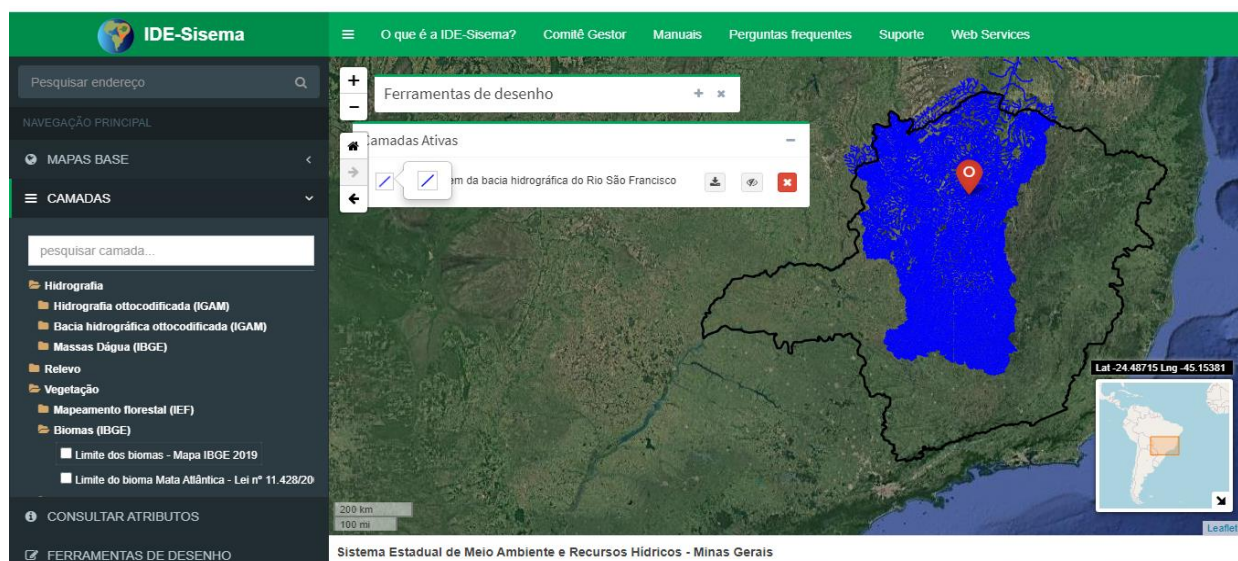 IDE-Sisema
☰ O que é a IDE-Sisema? Comitê Gestor Manuais Perguntas frequentes Suporte Web Services
Pesquisar endereço
NAVEGAÇÃO PRINCIPAL
MAPAS BASE
CAMADAS
pesquisar camada...
Hidrografia
Hidrografia ottocodificada (IGAM)
Bacia hidrográfica ottocodificada (IGAM)
Massas Dágua (IBGE)
Relevo
Vegetação
Mapeamento florestal (IEF)
Biomas (IBGE)
Limite dos biomas - Mapa IBGE 2019
Limite do bioma Mata Atlântica - Lei nº 11.428/20
CONSULTAR ATRIBUTOS
FERRAMENTAS DE DESENHO
+
−
Ferramentas de desenho + ×
Camadas Ativas −
em da bacia hidrográfica do Rio São Francisco
O
Lat -24.48715 Lng -45.15381
200 km
100 mi
Leaflet
Sistema Estadual de Meio Ambiente e Recursos Hídricos - Minas Gerais